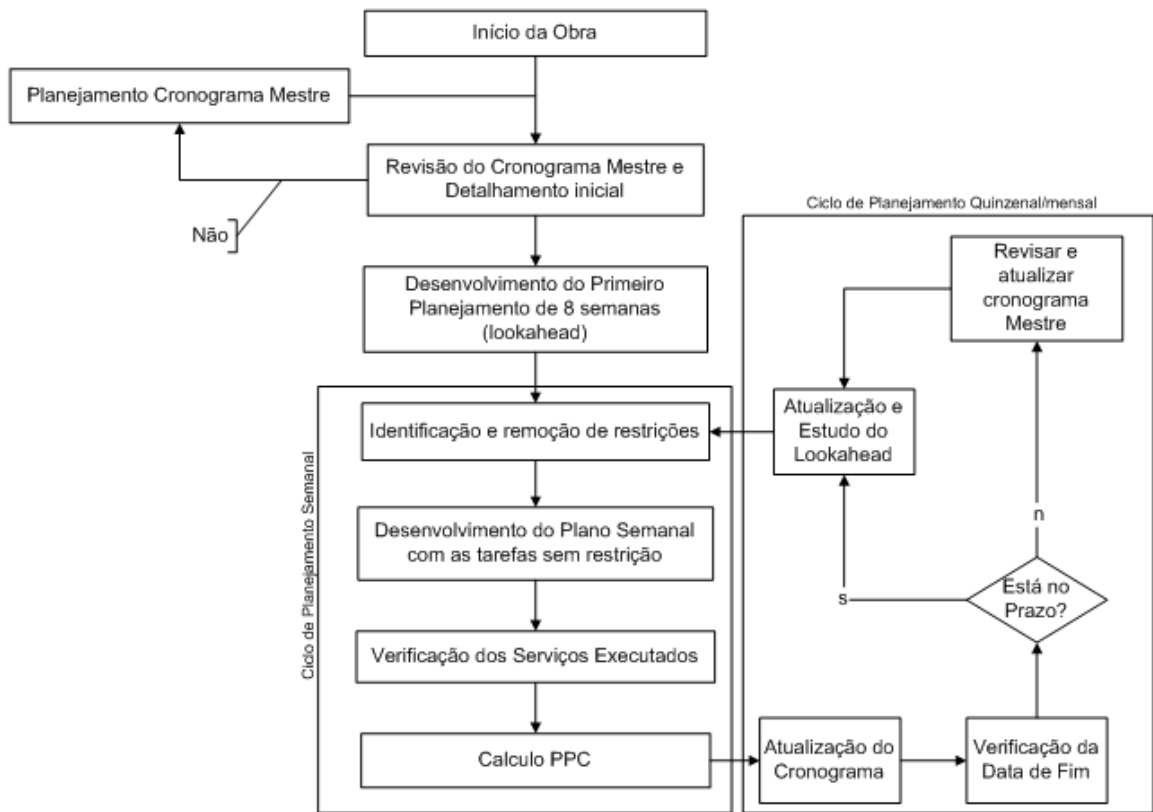 Início da Obra
Planejamento Cronograma Mestre
Revisão do Cronograma Mestre e
Detalhamento inicial
Não
Desenvolvimento do Primeiro
Planejamento de 8 semanas
(lookahead)
Ciclo de Planejamento Semanal
Identificação e remoção de restrições
Desenvolvimento do Plano Semanal
com as tarefas sem restrição
Verificação dos Serviços Executados
Calculo PPC
Ciclo de Planejamento Quinzenal/mensal
Revisar e
atualizar
cronograma
Mestre
Atualização e
Estudo do
Lookahead
n
s
Está no
Prazo?
Atualização do
Cronograma
Verificação da
Data de Fim